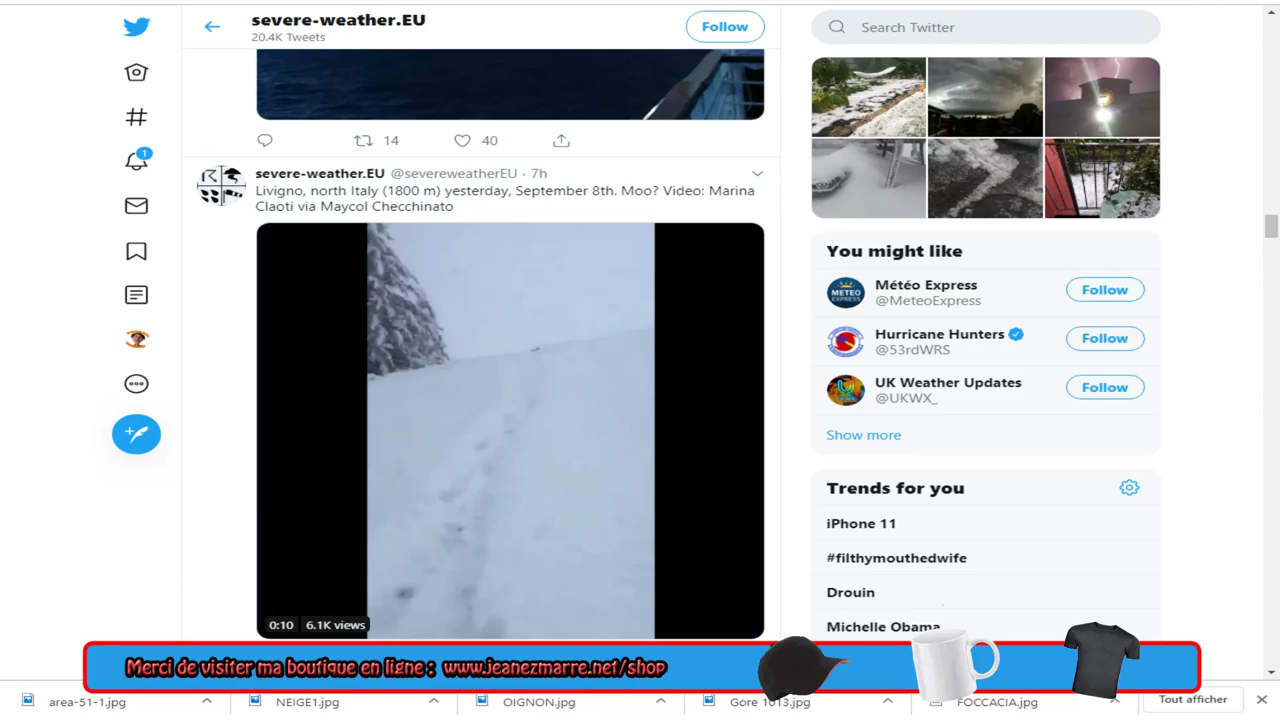 severe-weather.EU
20.4K Tweets
Follow
Search Twitter
14
40
1
severe-weather.EU @severeweatherEU · 7h
Livigno, north Italy (1800 m) yesterday, September 8th. Moo? Video: Marina
Claoti via Maycol Checchinato
0:10 6.1K views
You might like
METEO
EXPRESS
Météo Express
@MeteoExpress
Follow
Hurricane Hunters
@53rdWRS
Follow
UK Weather Updates
@UKWX_
Follow
Show more
Trends for you
iPhone 11
#filthymouthedwife
Drouin
Michelle Obama
Merci de visiter ma boutique en ligne : www.jeanezmarre.net/shop
area-51-1.jpg
NEIGE1.jpg
OIGNON.jpg
Gore 1013.jpg
FOCCACIA.jpg
Tout afficher